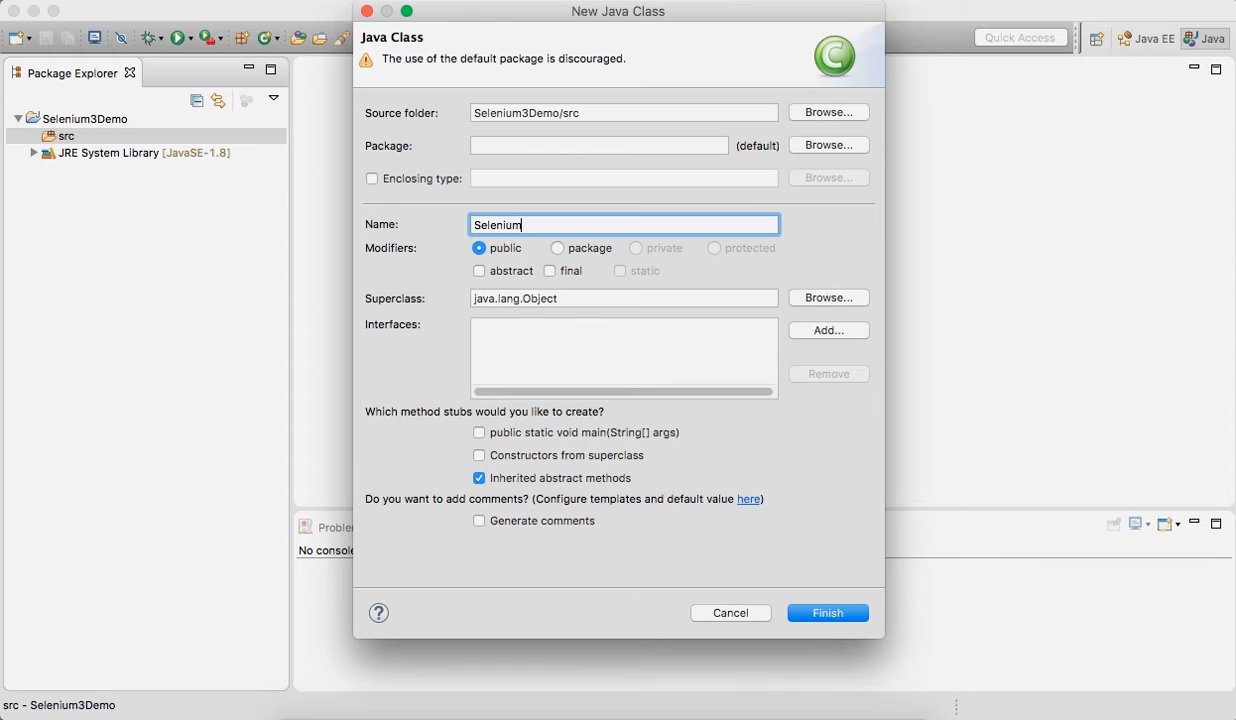 New Java Class
Quick Access
Java EE
Java
Package Explorer
Selenium3Demo
src
JRE System Library [JavaSE-1.8]
Java Class
The use of the default package is discouraged.
Source folder:
Selenium3Demo/src
Browse...
Package:
(default)
Browse...
Enclosing type:
Browse...
Name:
Selenium
Modifiers:
public
package
private
protected
abstract
final
static
Superclass:
java.lang.Object
Browse...
Interfaces:
Add...
Remove
Which method stubs would you like to create?
public static void main(String[] args)
Constructors from superclass
Inherited abstract methods
Do you want to add comments? (Configure templates and default value here)
Generate comments
Cancel
Finish
Probler
No console
src - Selenium3Demo